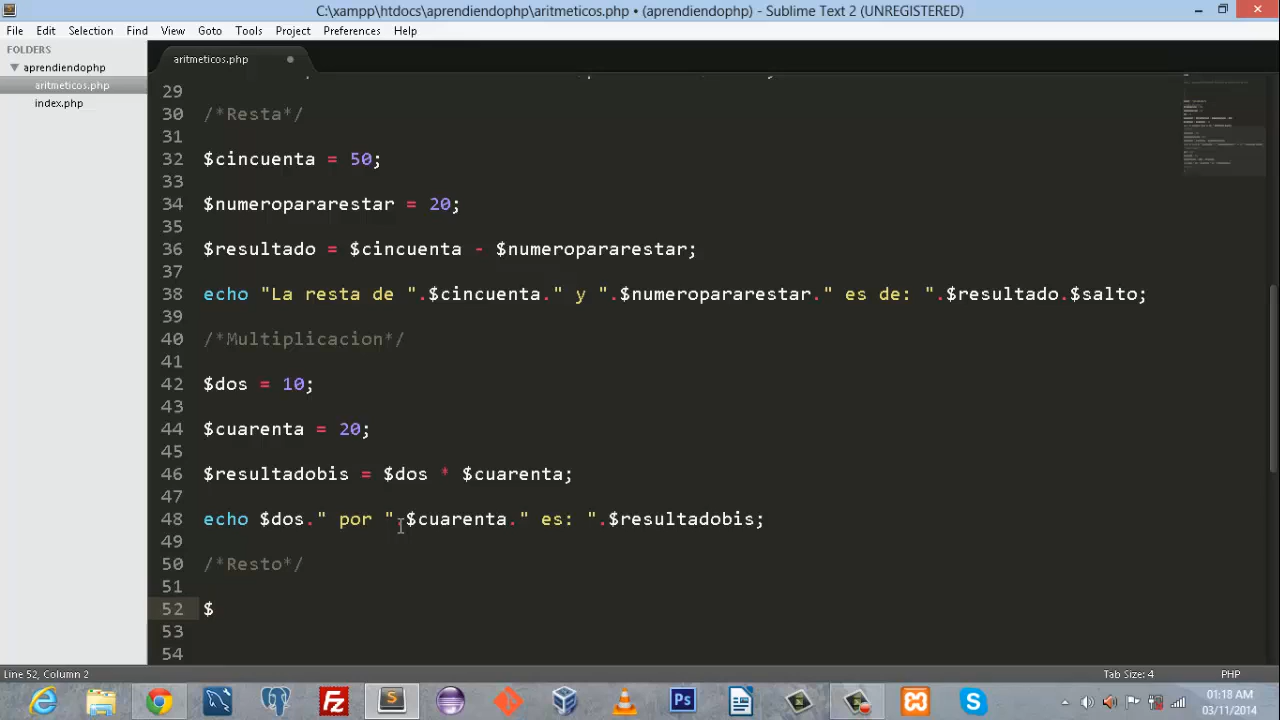 C:\xampp\htdocs\aprendiendophp\aritmeticos.php • (aprendiendophp) - Sublime Text 2 (UNREGISTERED)
File Edit Selection Find View Goto Tools Project Preferences Help
FOLDERS
aprendiendophp
aritmeticos.php
index.php
aritmeticos.php
29
30 /*Resta*/
31
32 $cincuenta = 50;
33
34 $numeropararestar = 20;
35
36 $resultado = $cincuenta - $numeropararestar;
37
38 echo "La resta de ".$cincuenta." y ".$numeropararestar." es de: ".$resultado.$salto;
39
40 /*Multiplicacion*/
41
42 $dos = 10;
43
44 $cuarenta = 20;
45
46 $resultadobis = $dos * $cuarenta;
47
48 echo $dos." por ".$cuarenta." es: ".$resultadobis;
49
50 /*Resto*/
51
52 $
53
54
Line 52, Column 2 Tab Size: 4 PHP
01:18 AM
03/11/2014